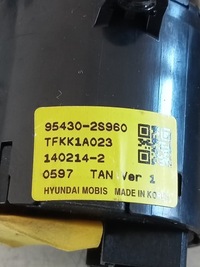 95430-2S960
TFKK1A023
140214-2
0597 TAN Ver 1
HYUNDAI MOBIS MADE IN KOREA